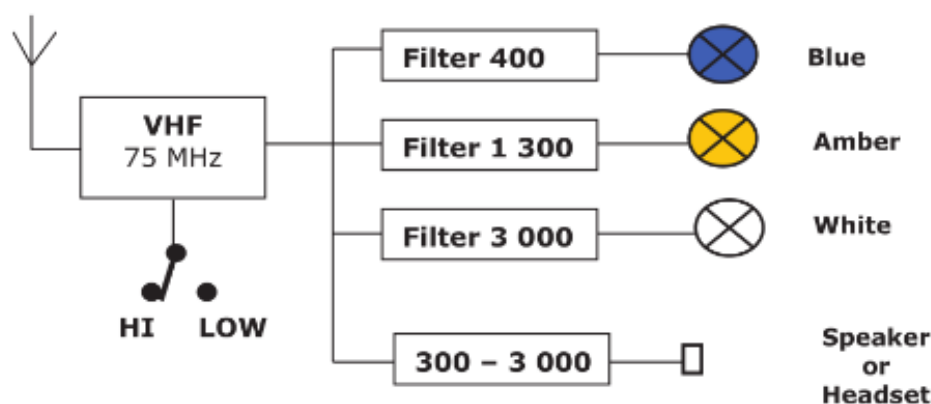 Filter 400
Blue
VHF
75 MHz
Filter 1 300
Amber
Filter 3 000
White
HI
LOW
300 – 3 000
Speaker
or
Headset